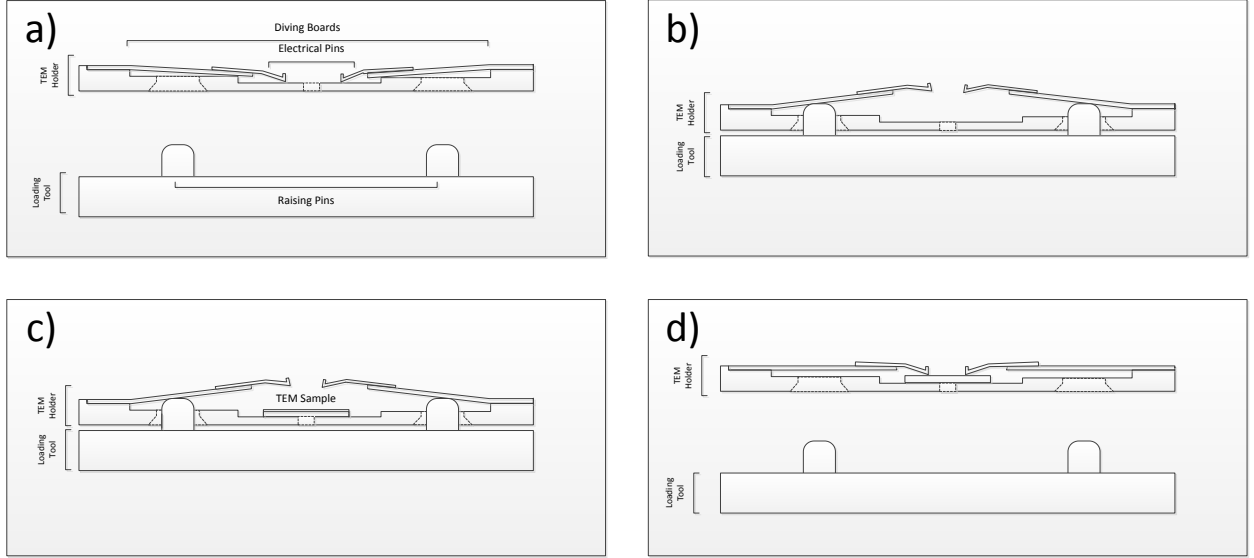 a)
Diving Boards
Electrical Pins
TEM
Holder
Raising Pins
Loading
Tool
b)
TEM
Holder
Loading
Tool
c)
TEM Sample
TEM
Holder
Loading
Tool
d)
TEM
Holder
Loading
Tool